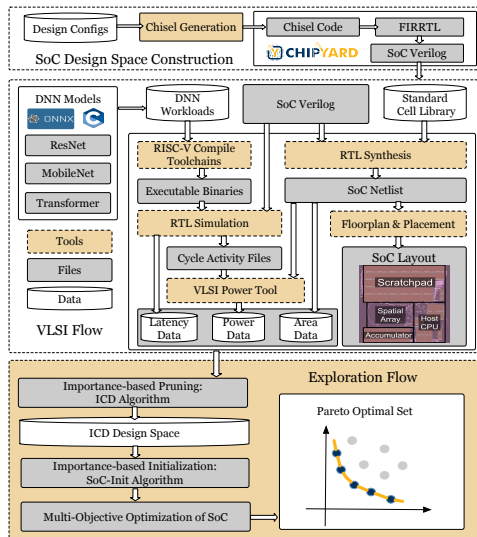 Design Configs
Chisel Generation
Chisel Code
FIRRTL
CHIPYARD
SoC Verilog
SoC Design Space Construction
DNN Models
ONNX
C
ResNet
MobileNet
Transformer
Tools
Files
Data
VLSI Flow
DNN
Workloads
SoC Verilog
Standard
Cell Library
RISC-V Compile
Toolchains
RTL Synthesis
Executable Binaries
SoC Netlist
RTL Simulation
Floorplan & Placement
Cycle Activity Files
VLSI Power Tool
Latency
Data
Power
Data
Area
Data
SoC Layout
Scratchpad
Spatial
Array
Host
CPU
Accumulator
Exploration Flow
Importance-based Pruning:
ICD Algorithm
ICD Design Space
Importance-based Initialization:
SoC-Init Algorithm
Multi-Objective Optimization of SoC
Pareto Optimal Set